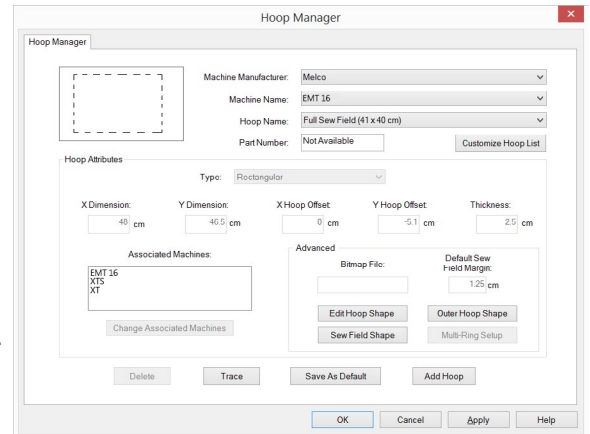 Hoop Manager
×
Hoop Manager
Machine Manufacturer: Melco
Machine Name: EMT 16
Hoop Name: Full Sew Field (41 x 40 cm)
Part Number: Not Available
Customize Hoop List
Hoop Attributes
Type: Rectangular
X Dimension: Y Dimension: X Hoop Offset: Y Hoop Offset: Thickness:
48 cm 46.5 cm 0 cm -5.1 cm 2.5 cm
Associated Machines:
EMT 16
XTS
XT
Change Associated Machines
Advanced
Bitmap File: Default Sew
Field Margin:
1.25 cm
Edit Hoop Shape Outer Hoop Shape
Sew Field Shape Multi-Ring Setup
Delete Trace Save As Default Add Hoop
OK Cancel Apply Help